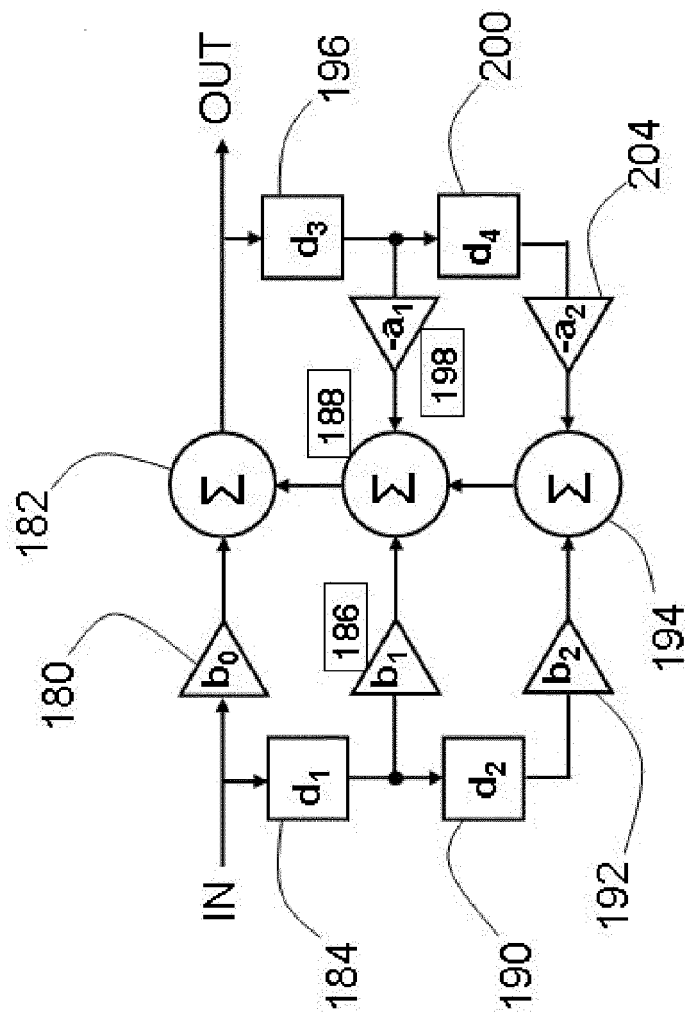 182
196
OUT
180
Σ
200
b₀
188
d₃
IN
186
-a₁
d₁
b₁
Σ
198
d₄
184
204
d₂
b₂
Σ
-a₂
190
192
194